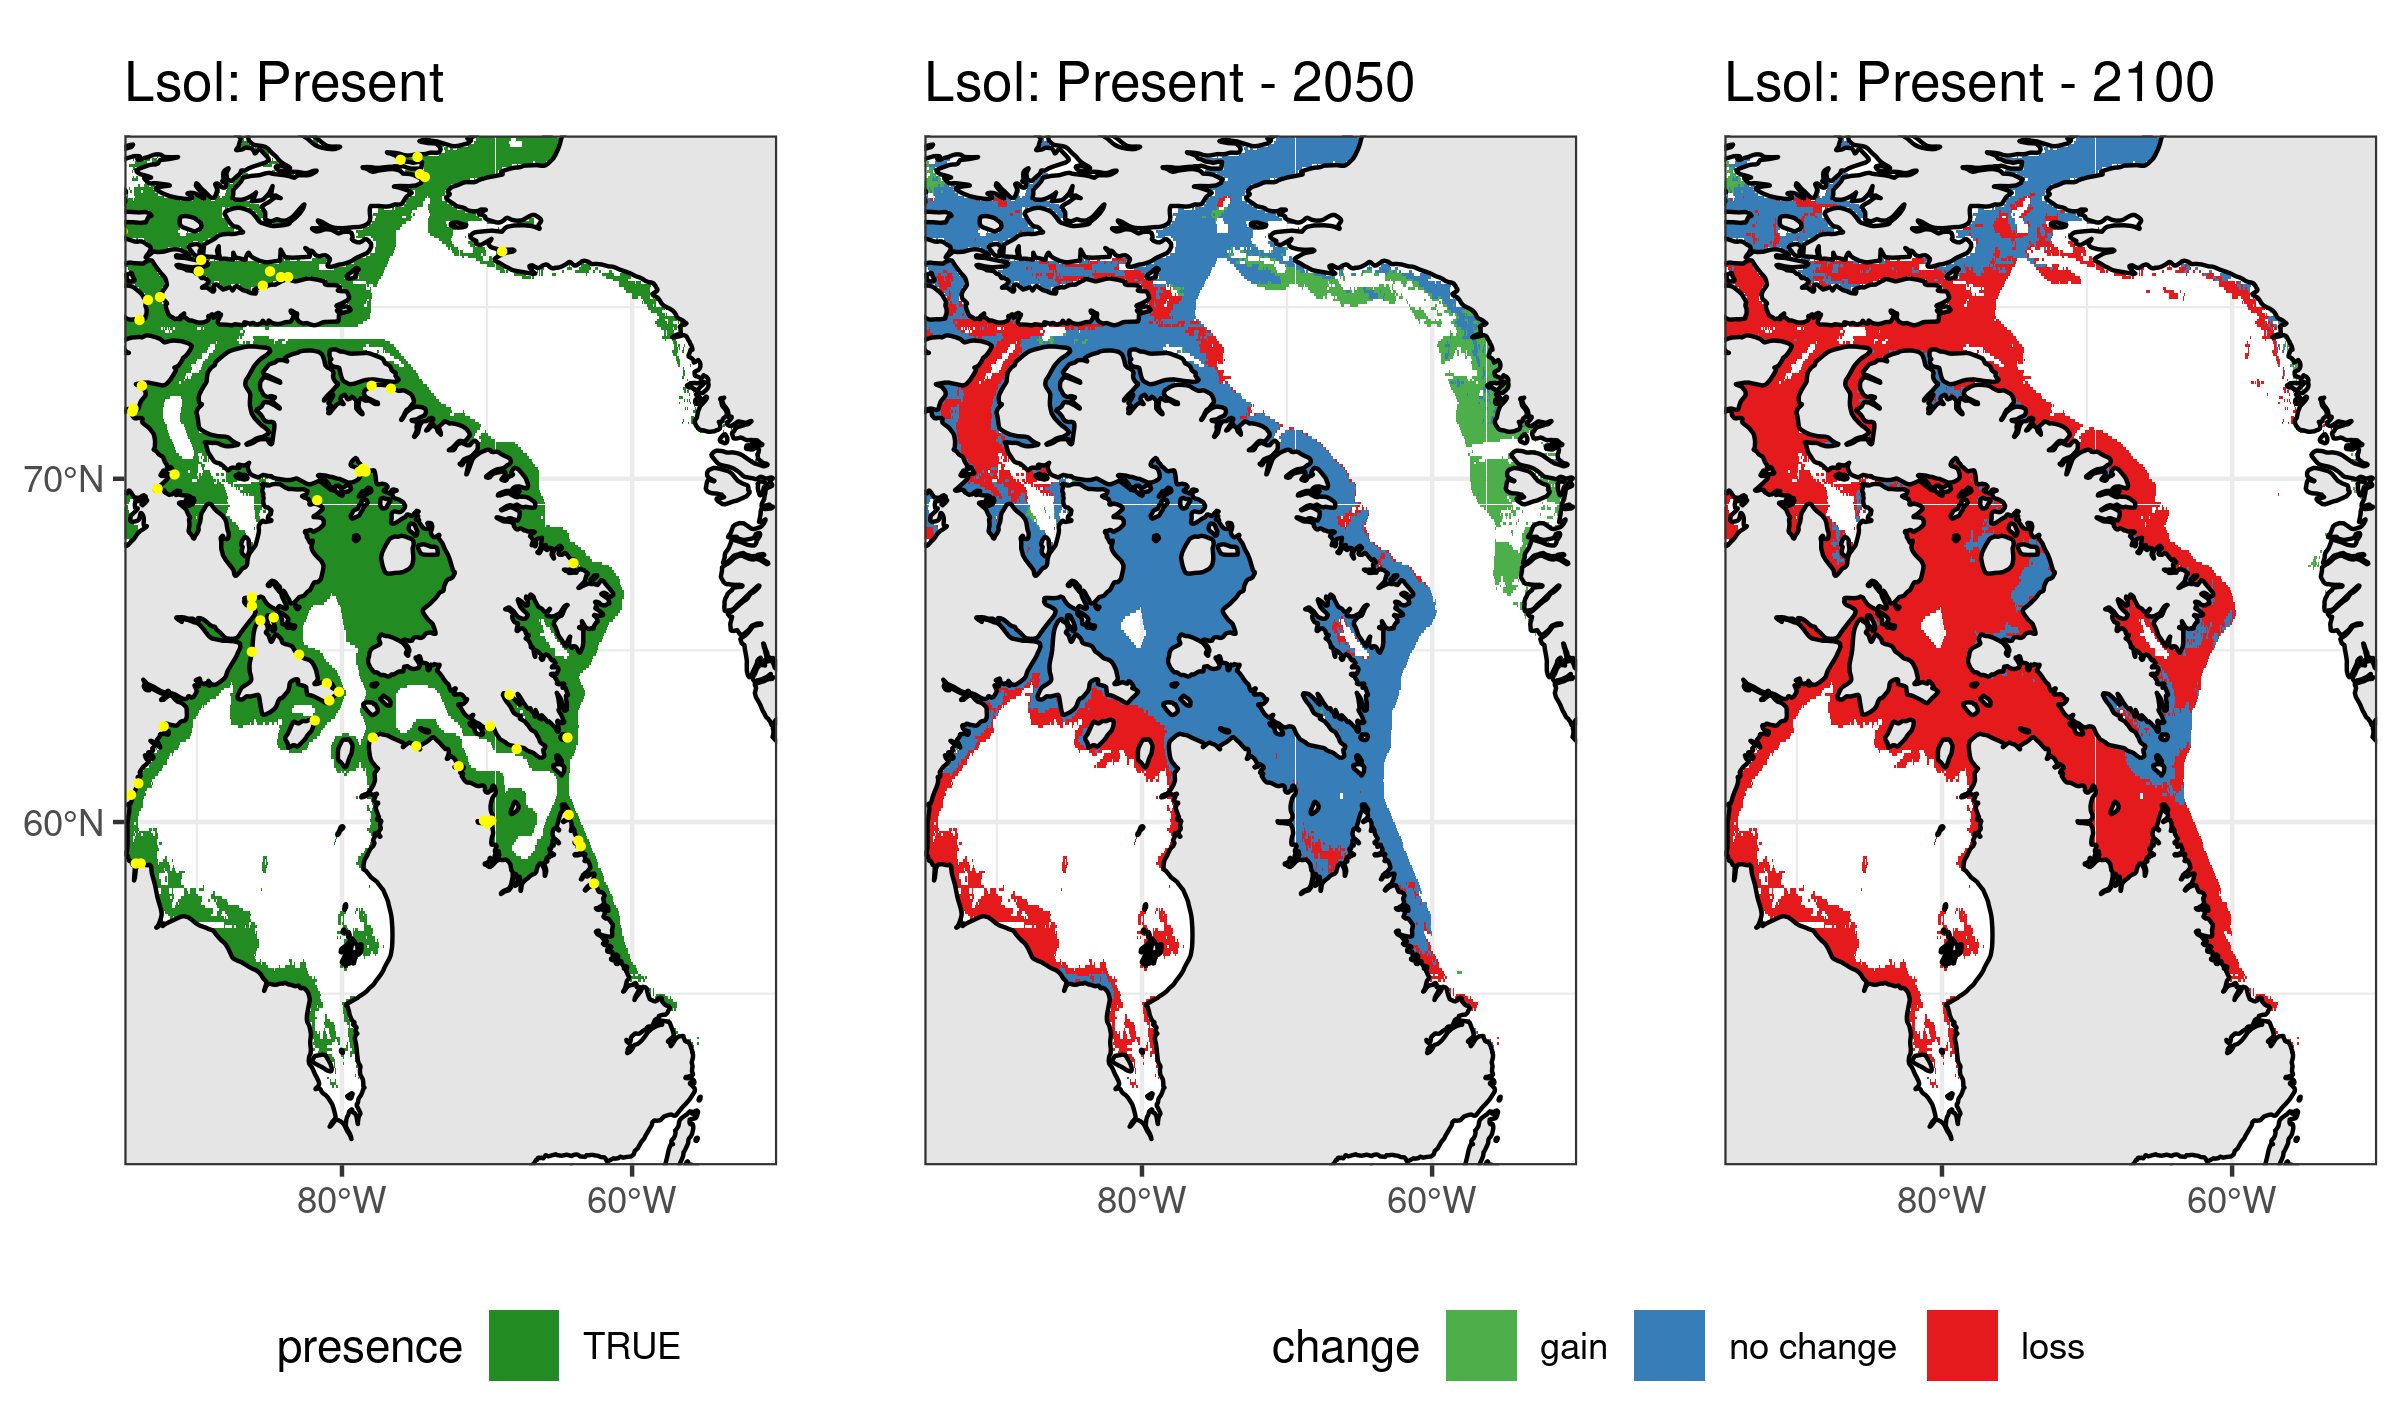 Lsol: Present
Lsol: Present - 2050
Lsol: Present - 2100
70°N
60°N
80°W
60°W
80°W
60°W
80°W
60°W
presence TRUE
change gain no change loss